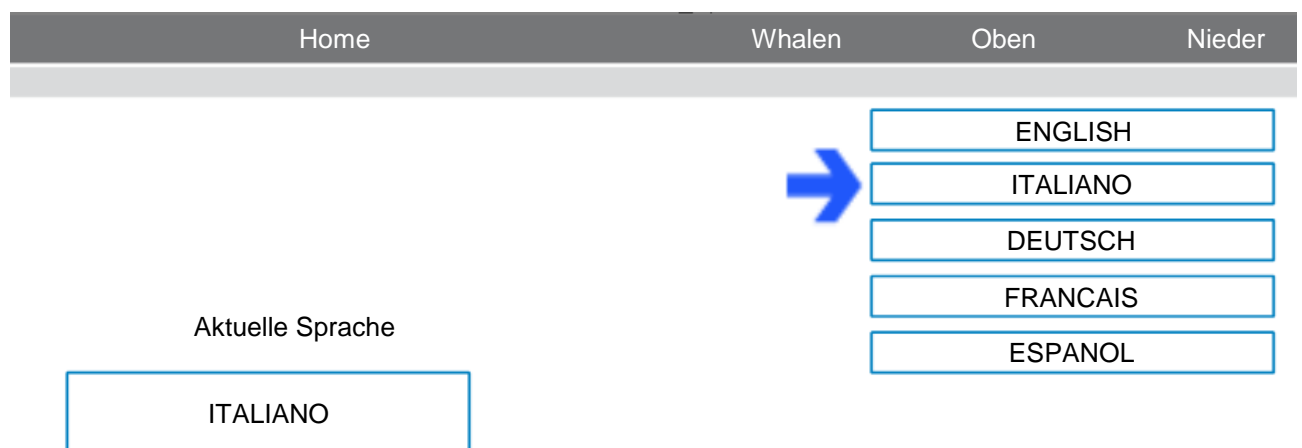 Home Whalen Oben Nieder
ENGLISH
ITALIANO
DEUTSCH
FRANCAIS
Aktuelle Sprache
ESPANOL
ITALIANO